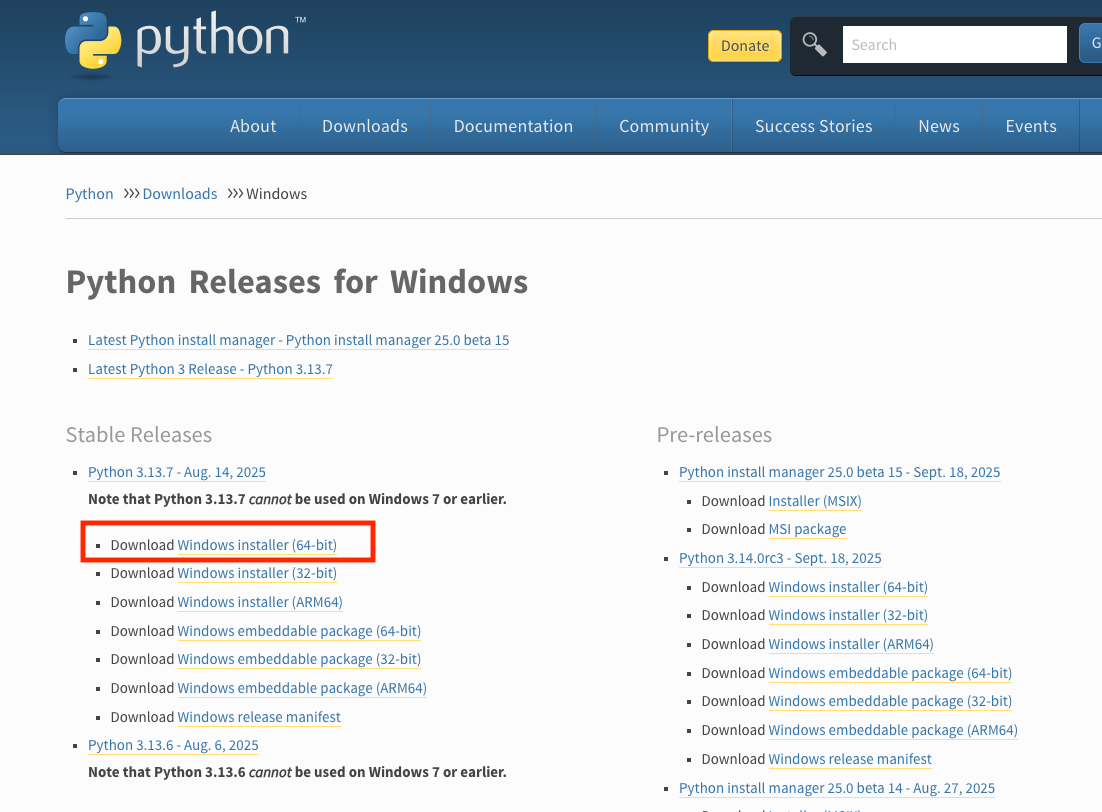 python™
Donate
Search
G
About
Downloads
Documentation
Community
Success Stories
News
Events
Python >>> Downloads >>> Windows
Python Releases for Windows
Latest Python install manager - Python install manager 25.0 beta 15
Latest Python 3 Release - Python 3.13.7
Stable Releases
Python 3.13.7 - Aug. 14, 2025
Note that Python 3.13.7 cannot be used on Windows 7 or earlier.
Download Windows installer (64-bit)
Download Windows installer (32-bit)
Download Windows installer (ARM64)
Download Windows embeddable package (64-bit)
Download Windows embeddable package (32-bit)
Download Windows embeddable package (ARM64)
Download Windows release manifest
Python 3.13.6 - Aug. 6, 2025
Note that Python 3.13.6 cannot be used on Windows 7 or earlier.
Pre-releases
Python install manager 25.0 beta 15 - Sept. 18, 2025
Download Installer (MSIX)
Download MSI package
Python 3.14.0rc3 - Sept. 18, 2025
Download Windows installer (64-bit)
Download Windows installer (32-bit)
Download Windows installer (ARM64)
Download Windows embeddable package (64-bit)
Download Windows embeddable package (32-bit)
Download Windows embeddable package (ARM64)
Download Windows release manifest
Python install manager 25.0 beta 14 - Aug. 27, 2025